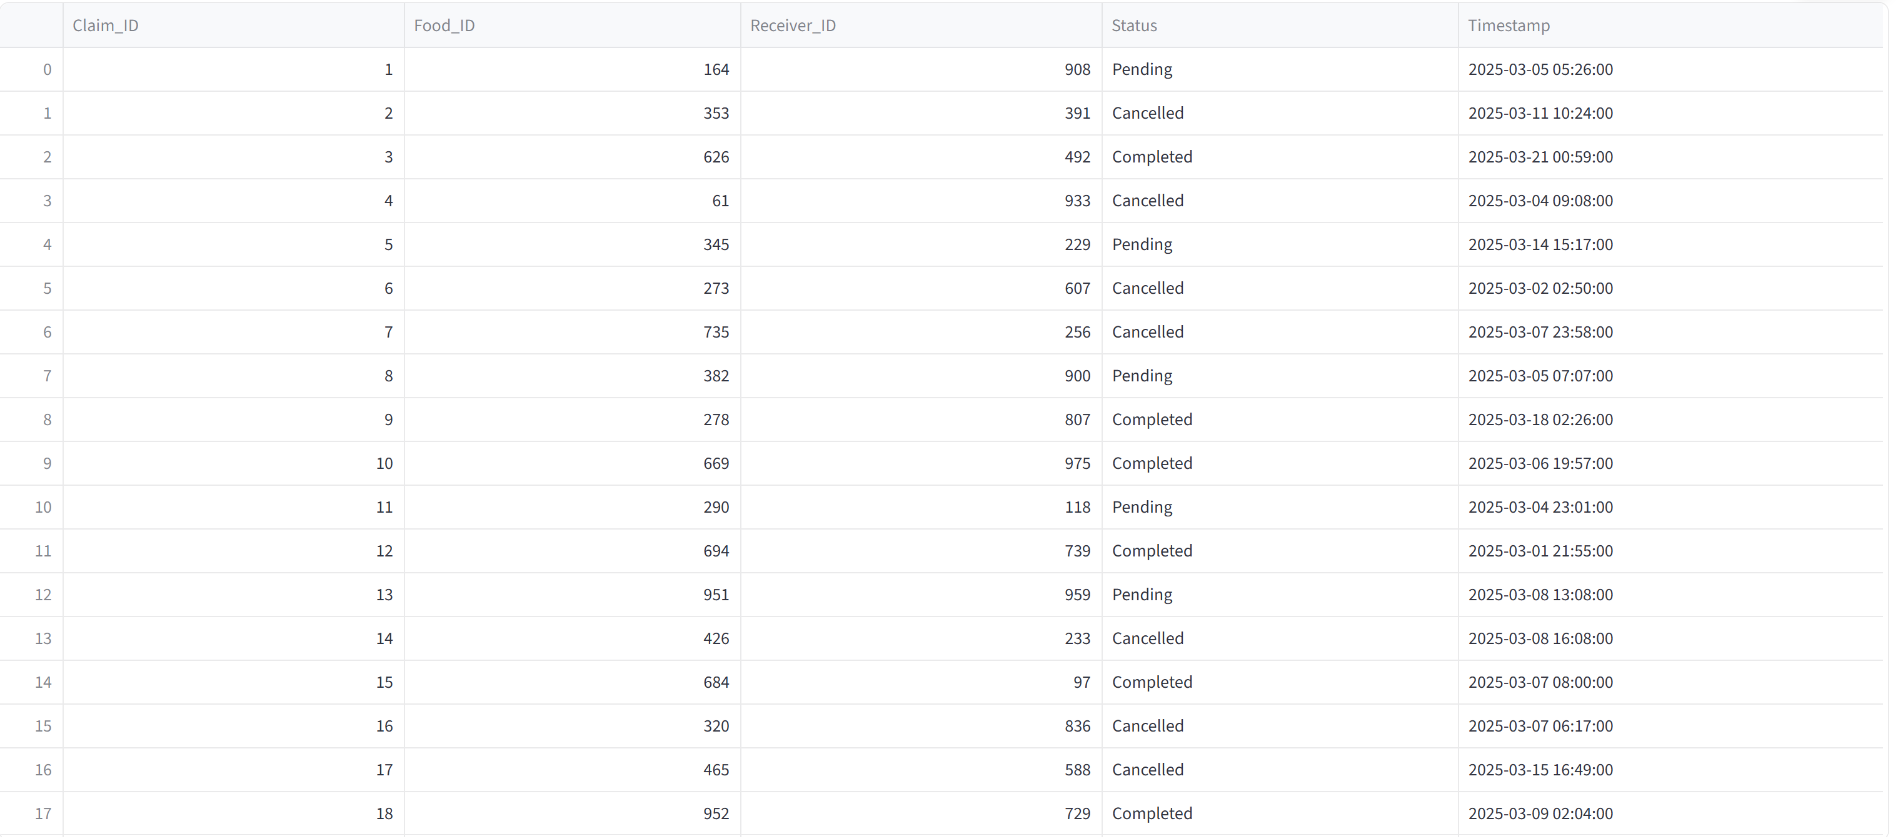 Claim_ID Food_ID Receiver_ID Status Timestamp
0 1 164 908 Pending 2025-03-05 05:26:00
1 2 353 391 Cancelled 2025-03-11 10:24:00
2 3 626 492 Completed 2025-03-21 00:59:00
3 4 61 933 Cancelled 2025-03-04 09:08:00
4 5 345 229 Pending 2025-03-14 15:17:00
5 6 273 607 Cancelled 2025-03-02 02:50:00
6 7 735 256 Cancelled 2025-03-07 23:58:00
7 8 382 900 Pending 2025-03-05 07:07:00
8 9 278 807 Completed 2025-03-18 02:26:00
9 10 669 975 Completed 2025-03-06 19:57:00
10 11 290 118 Pending 2025-03-04 23:01:00
11 12 694 739 Completed 2025-03-01 21:55:00
12 13 951 959 Pending 2025-03-08 13:08:00
13 14 426 233 Cancelled 2025-03-08 16:08:00
14 15 684 97 Completed 2025-03-07 08:00:00
15 16 320 836 Cancelled 2025-03-07 06:17:00
16 17 465 588 Cancelled 2025-03-15 16:49:00
17 18 952 729 Completed 2025-03-09 02:04:00